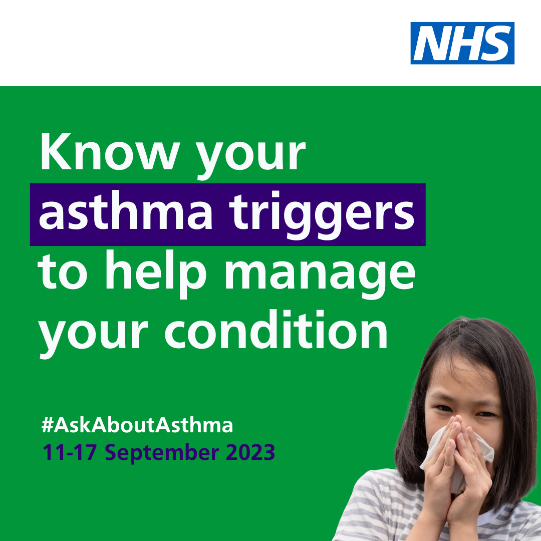 NHS
Know your
asthma triggers
to help manage
your condition
#AskAboutAsthma
11-17 September 2023